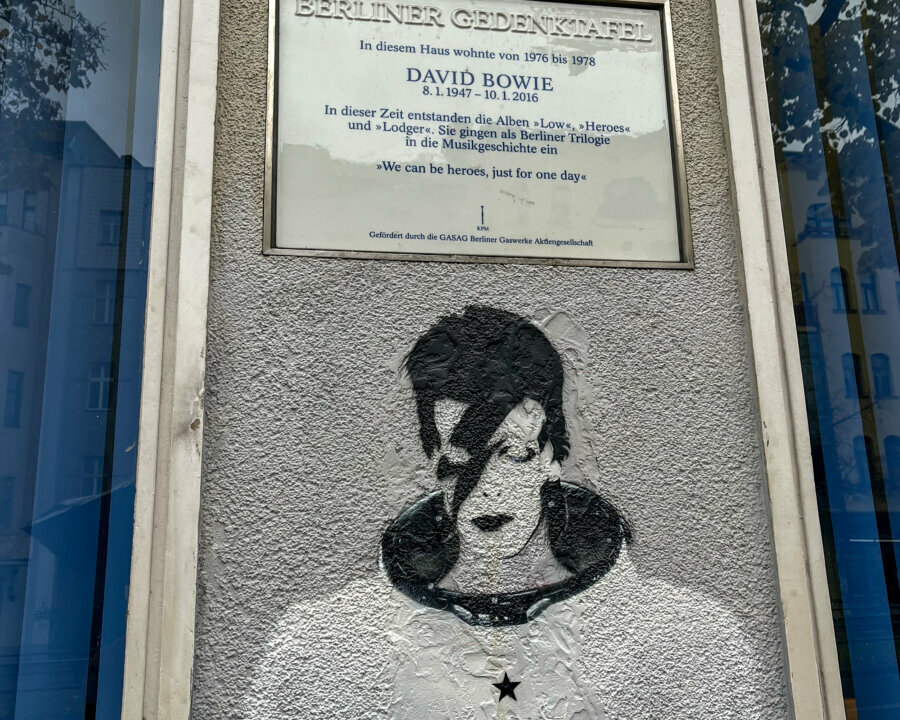 BERLINER GEDENKTAFEL
In diesem Haus wohnte von 1976 bis 1978
DAVID BOWIE
8. 1. 1947 – 10. 1. 2016
In dieser Zeit entstanden die Alben »Low«, »Heroes«
und »Lodger«. Sie gingen als Berliner Trilogie
in die Musikgeschichte ein
»We can be heroes, just for one day«
KPM
Gefördert durch die GASAG Berliner Gaswerke Aktiengesellschaft